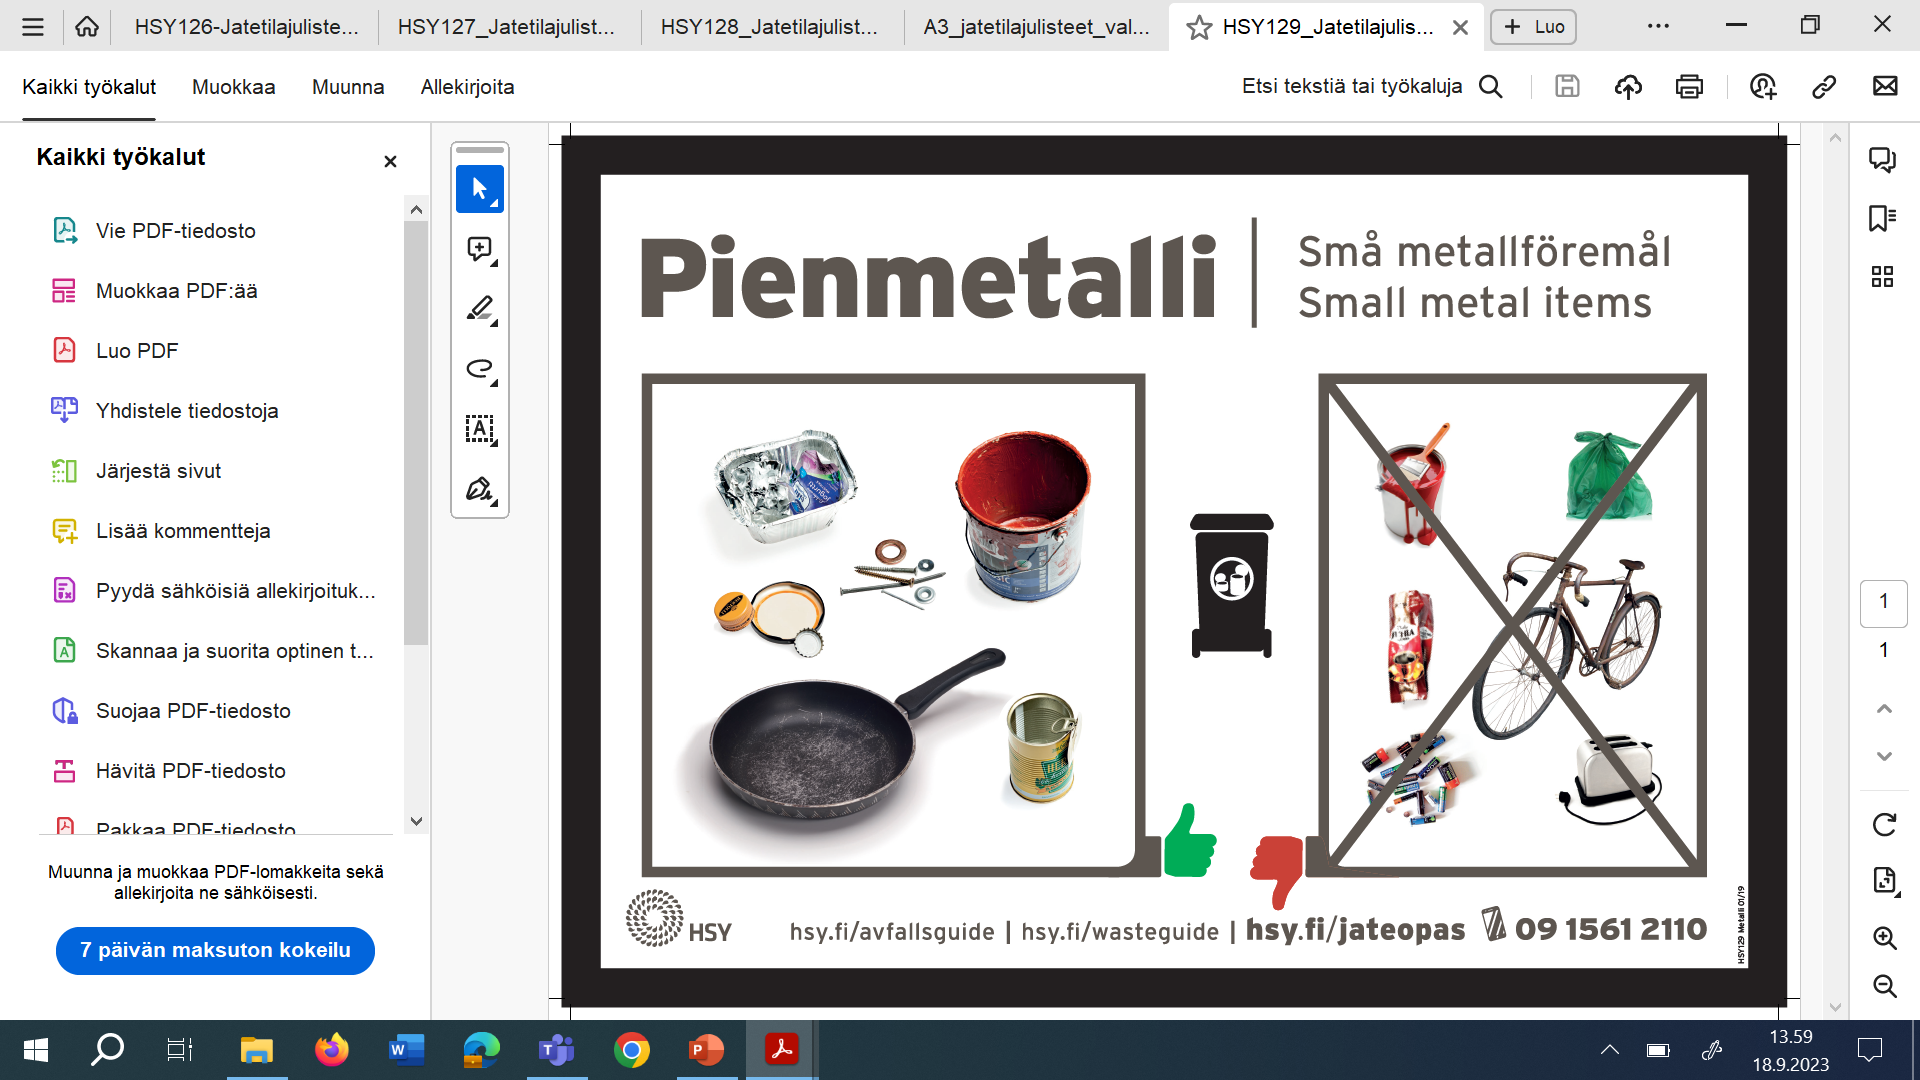 HSY126-Jatetilajuliste...
HSY127_Jatetilajulist...
HSY128_Jatetilajulist...
A3_jatetilajulisteet_val...
HSY129_Jatetilajulis...
Luo
Kaikki työkalut
Muokkaa
Muunna
Allekirjoita
Etsi tekstiä tai työkaluja
Kaikki työkalut
Vie PDF-tiedosto
Muokkaa PDF:ää
Luo PDF
Yhdistele tiedostoja
Järjestä sivut
Lisää kommentteja
Pyydä sähköisiä allekirjoituk...
Skannaa ja suorita optinen t...
Suojaa PDF-tiedosto
Hävitä PDF-tiedosto
Pakkaa PDF-tiedosto
Muunna ja muokkaa PDF-lomakkeita sekä
allekirjoita ne sähköisesti.
7 päivän maksuton kokeilu
Pienmetalli
Små metallföremål
Small metal items
HSY
hsy.fi/avfallsguide | hsy.fi/wasteguide | hsy.fi/jateopas 09 1561 2110
HSY129 Metalli 01/19
1
1
13.59
18.9.2023